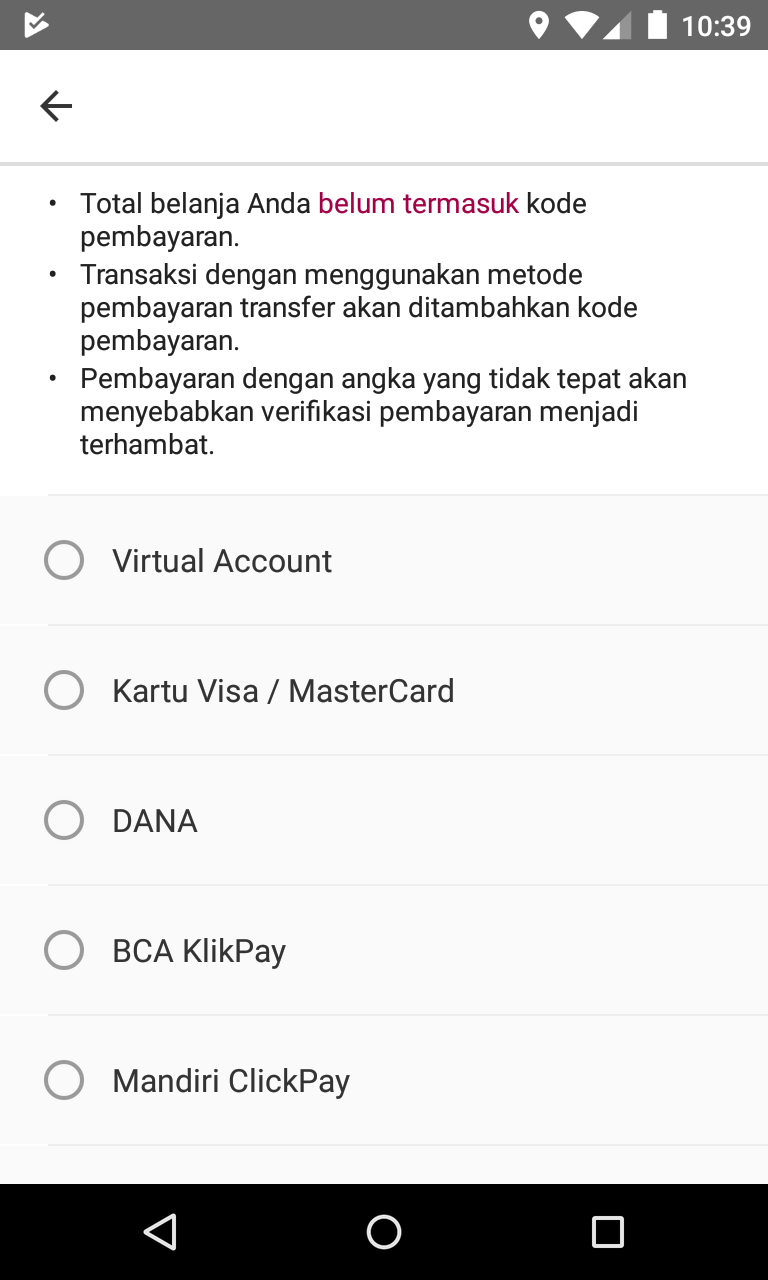 10:39
• Total belanja Anda belum termasuk kode
pembayaran.
• Transaksi dengan menggunakan metode
pembayaran transfer akan ditambahkan kode
pembayaran.
• Pembayaran dengan angka yang tidak tepat akan
menyebabkan verifikasi pembayaran menjadi
terhambat.
Virtual Account
Kartu Visa / MasterCard
DANA
BCA KlikPay
Mandiri ClickPay